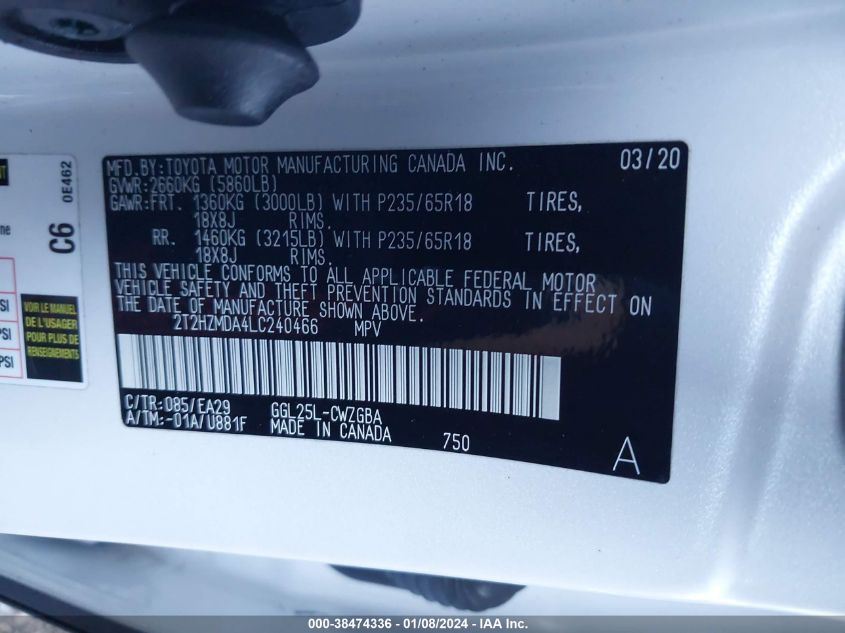 MFD.BY:TOYOTA MOTOR MANUFACTURING CANADA INC. 03/20
GVWR:2660KG (5860LB)
GAWR:FRT. 1360KG (3000LB) WITH P235/65R18 TIRES,
18X8J RIMS.
RR. 1460KG (3215LB) WITH P235/65R18 TIRES,
18X8J RIMS.
THIS VEHICLE CONFORMS TO ALL APPLICABLE FEDERAL MOTOR
VEHICLE SAFETY AND THEFT PREVENTION STANDARDS IN EFFECT ON
THE DATE OF MANUFACTURE SHOWN ABOVE.
2T2HZMDA4LC240466 MPV
C/TR:085/EA29 GGL25L-CWZGBA
A/TM:-01A/U881F MADE IN CANADA 750
A
C6 0E462
VOIR LE MANUEL
DE L'USAGER
POUR PLUS DE
RENSEIGNEMENTS
PSI
000-38474336 - 01/08/2024 - IAA Inc.